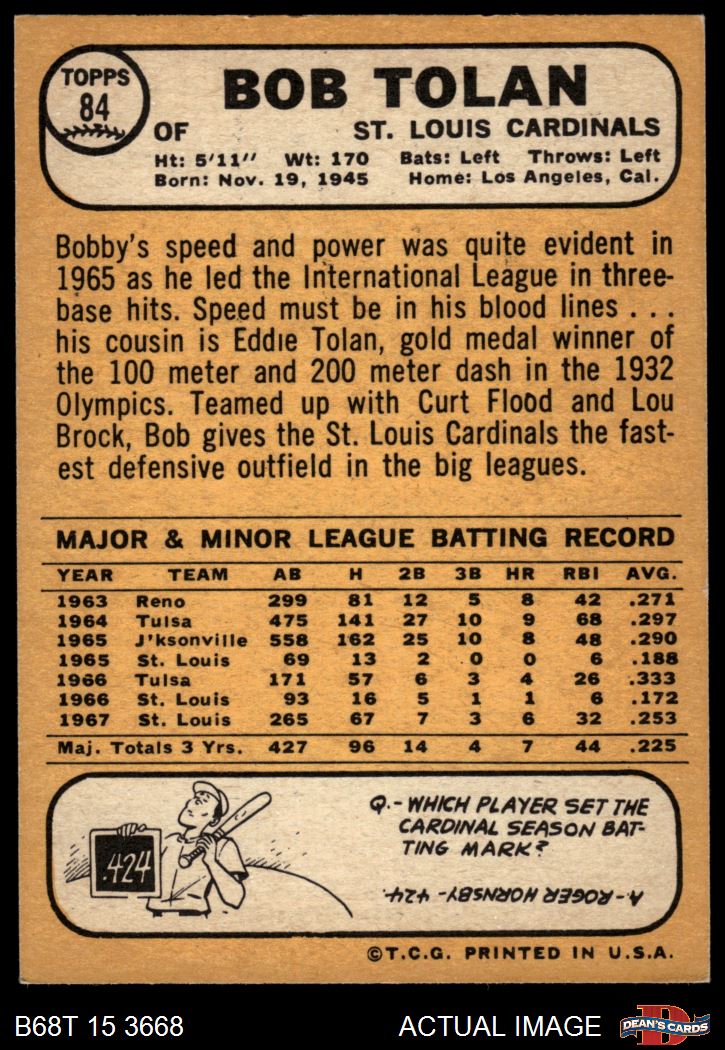 TOPPS
84
BOB TOLAN
OF ST. LOUIS CARDINALS
Ht: 5'11" Wt: 170 Bats: Left Throws: Left
Born: Nov. 19, 1945 Home: Los Angeles, Cal.
Bobby's speed and power was quite evident in
1965 as he led the International League in three-
base hits. Speed must be in his blood lines . . .
his cousin is Eddie Tolan, gold medal winner of
the 100 meter and 200 meter dash in the 1932
Olympics. Teamed up with Curt Flood and Lou
Brock, Bob gives the St. Louis Cardinals the fast-
est defensive outfield in the big leagues.
MAJOR & MINOR LEAGUE BATTING RECORD
YEAR TEAM AB H 2B 3B HR RBI AVG.
1963 Reno 299 81 12 5 8 42 .271
1964 Tulsa 475 141 27 10 9 68 .297
1965 J'ksonville 558 162 25 10 8 48 .290
1965 St. Louis 69 13 2 0 0 6 .188
1966 Tulsa 171 57 6 3 4 26 .333
1966 St. Louis 93 16 5 1 1 6 .172
1967 St. Louis 265 67 7 3 6 32 .253
Maj. Totals 3 Yrs. 427 96 14 4 7 44 .225
.424
Q.- WHICH PLAYER SET THE
CARDINAL SEASON BAT-
TING MARK?
A- ROGER HORNSBY- .424.
©T.C.G. PRINTED IN U.S.A.
B68T 15 3668 ACTUAL IMAGE DEAN'S CARDS